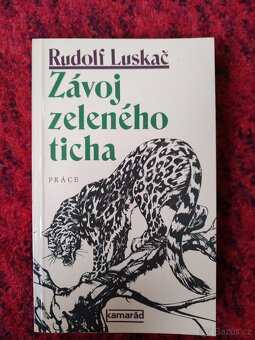 Rudolf Luskač
Závoj
zeleného
ticha
PRÁCE
kamarád